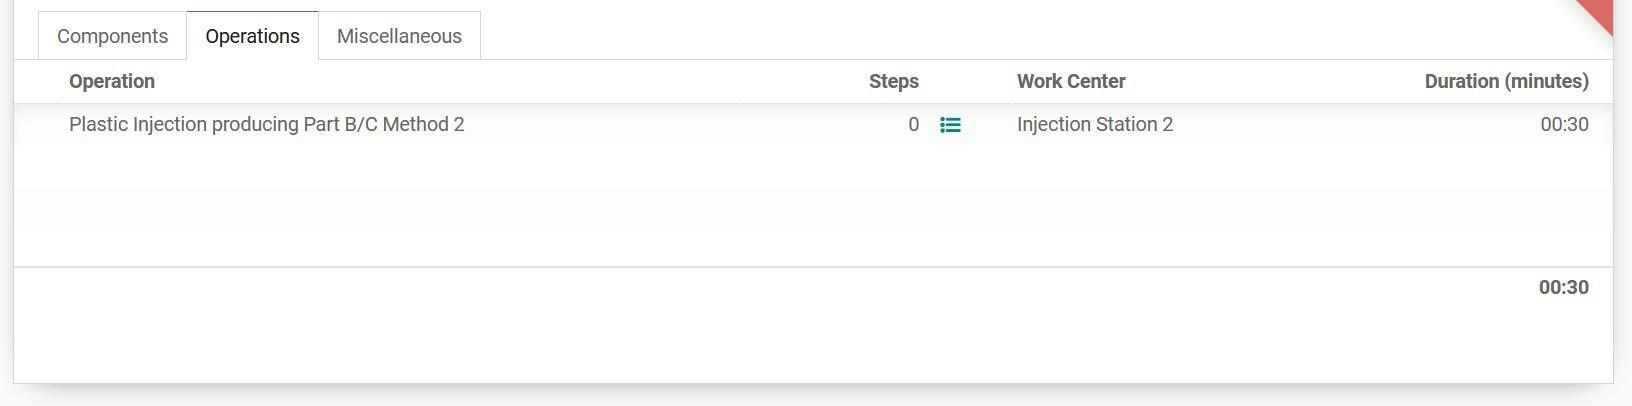 Components Operations Miscellaneous
Operation Steps Work Center Duration (minutes)
Plastic Injection producing Part B/C Method 2 0 Injection Station 2 00:30
00:30